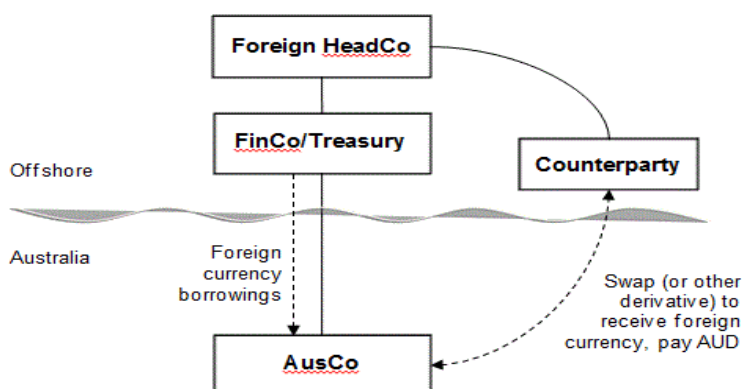 Foreign HeadCo
FinCo/Treasury
Counterparty
Offshore
Australia
Foreign
currency
borrowings
Swap (or other
derivative) to
receive foreign
currency, pay AUD
AusCo